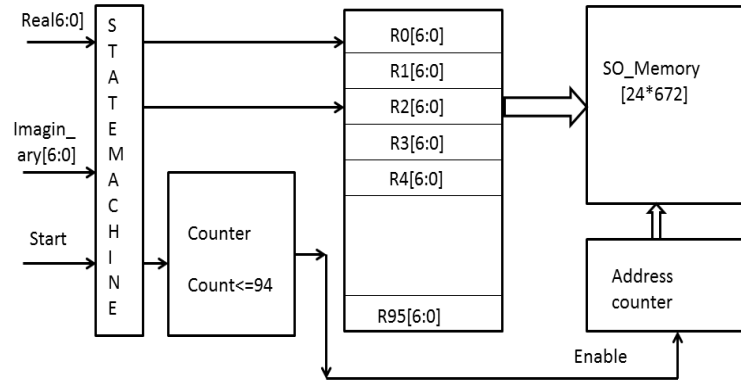 Real6:0]
Imagin_
ary[6:0]
Start
S
T
A
T
E
M
A
C
H
I
N
E
Counter
Count<=94
R0[6:0]
R1[6:0]
R2[6:0]
R3[6:0]
R4[6:0]
R95[6:0]
SO_Memory
[24*672]
Address
counter
Enable